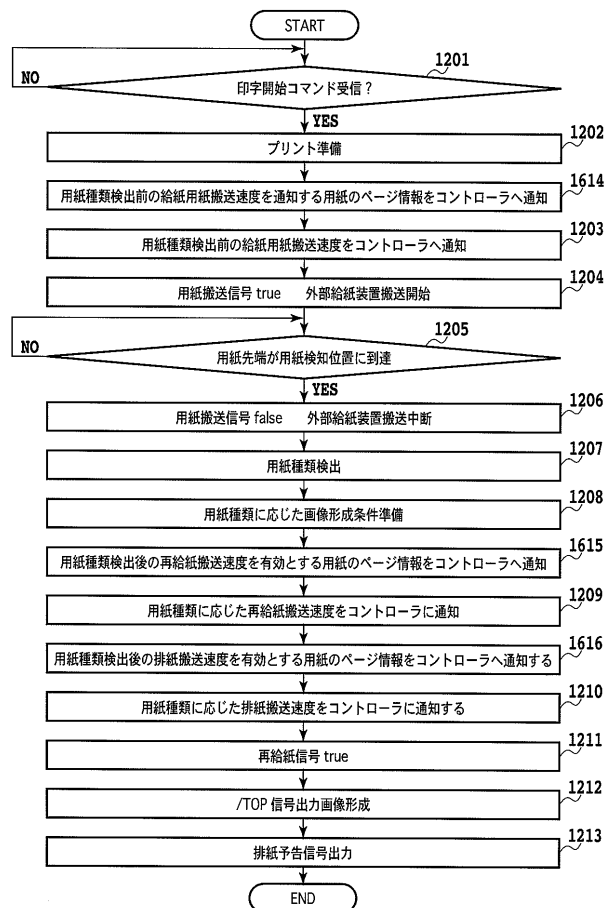 START
1201
NO
印字開始コマンド受信？
YES
1202
プリント準備
1614
用紙種類検出前の給紙用紙搬送速度を通知する用紙のページ情報をコントローラへ通知
1203
用紙種類検出前の給紙用紙搬送速度をコントローラへ通知
1204
用紙搬送信号 true 外部給紙装置搬送開始
1205
NO
用紙先端が用紙検知位置に到達
YES
1206
用紙搬送信号 false 外部給紙装置搬送中断
1207
用紙種類検出
1208
用紙種類に応じた画像形成条件準備
1615
用紙種類検出後の再給紙搬送速度を有効とする用紙のページ情報をコントローラへ通知
1209
用紙種類に応じた再給紙搬送速度をコントローラに通知
1616
用紙種類検出後の排紙搬送速度を有効とする用紙のページ情報をコントローラへ通知する
1210
用紙種類に応じた排紙搬送速度をコントローラに通知する
1211
再給紙信号 true
1212
/TOP 信号出力画像形成
1213
排紙予告信号出力
END